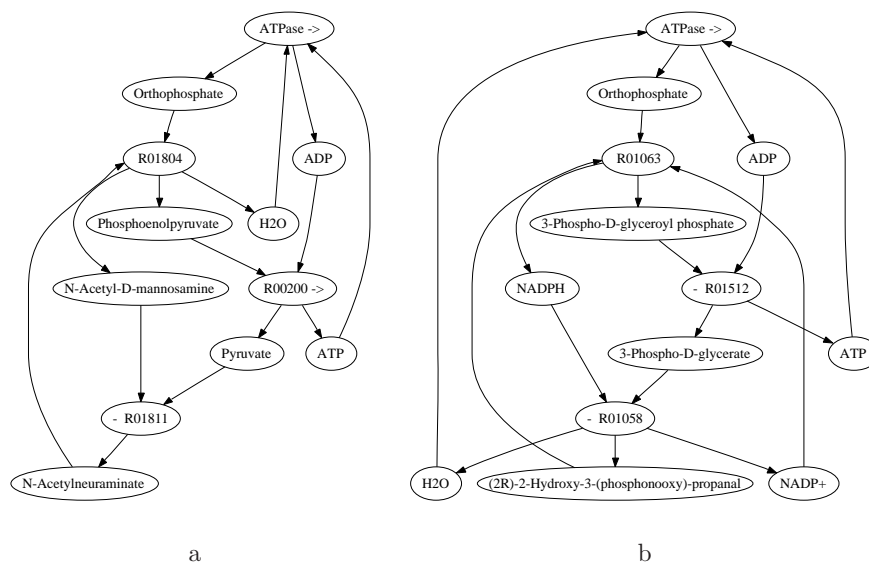 ATPase ->
Orthophosphate
R01804
ADP
Phosphoenolpyruvate
H2O
N-Acetyl-D-mannosamine
R00200 ->
Pyruvate
ATP
- R01811
N-Acetylneuraminate
a
ATPase ->
Orthophosphate
R01063
ADP
3-Phospho-D-glyceroyl phosphate
NADPH
- R01512
3-Phospho-D-glycerate
ATP
- R01058
H2O
(2R)-2-Hydroxy-3-(phosphonooxy)-propanal
NADP+
b